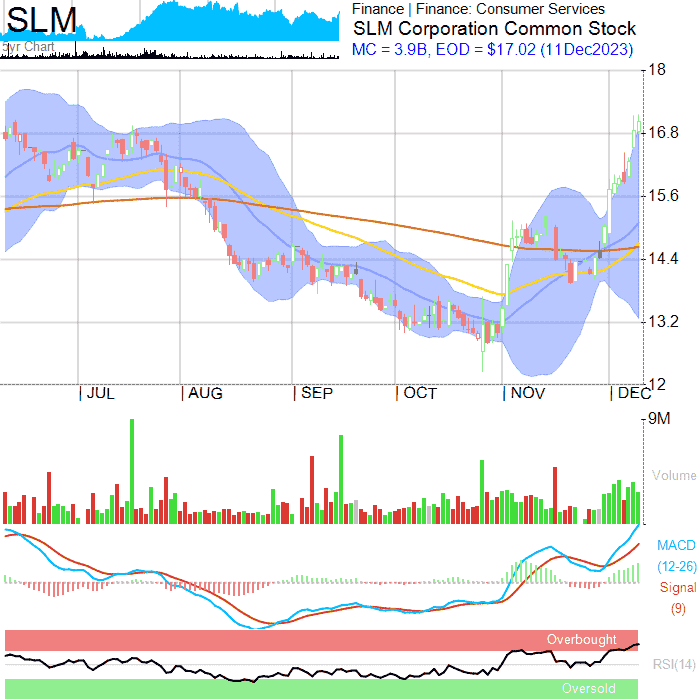 SLM
5yr Chart
Finance | Finance: Consumer Services
SLM Corporation Common Stock
MC = 3.9B, EOD = $17.02 (11Dec2023)
18
16.8
15.6
14.4
13.2
12
| JUL | AUG | SEP | OCT | NOV | DEC
9M
Volume
MACD
(12-26)
Signal
(9)
Overbought
RSI(14)
Oversold